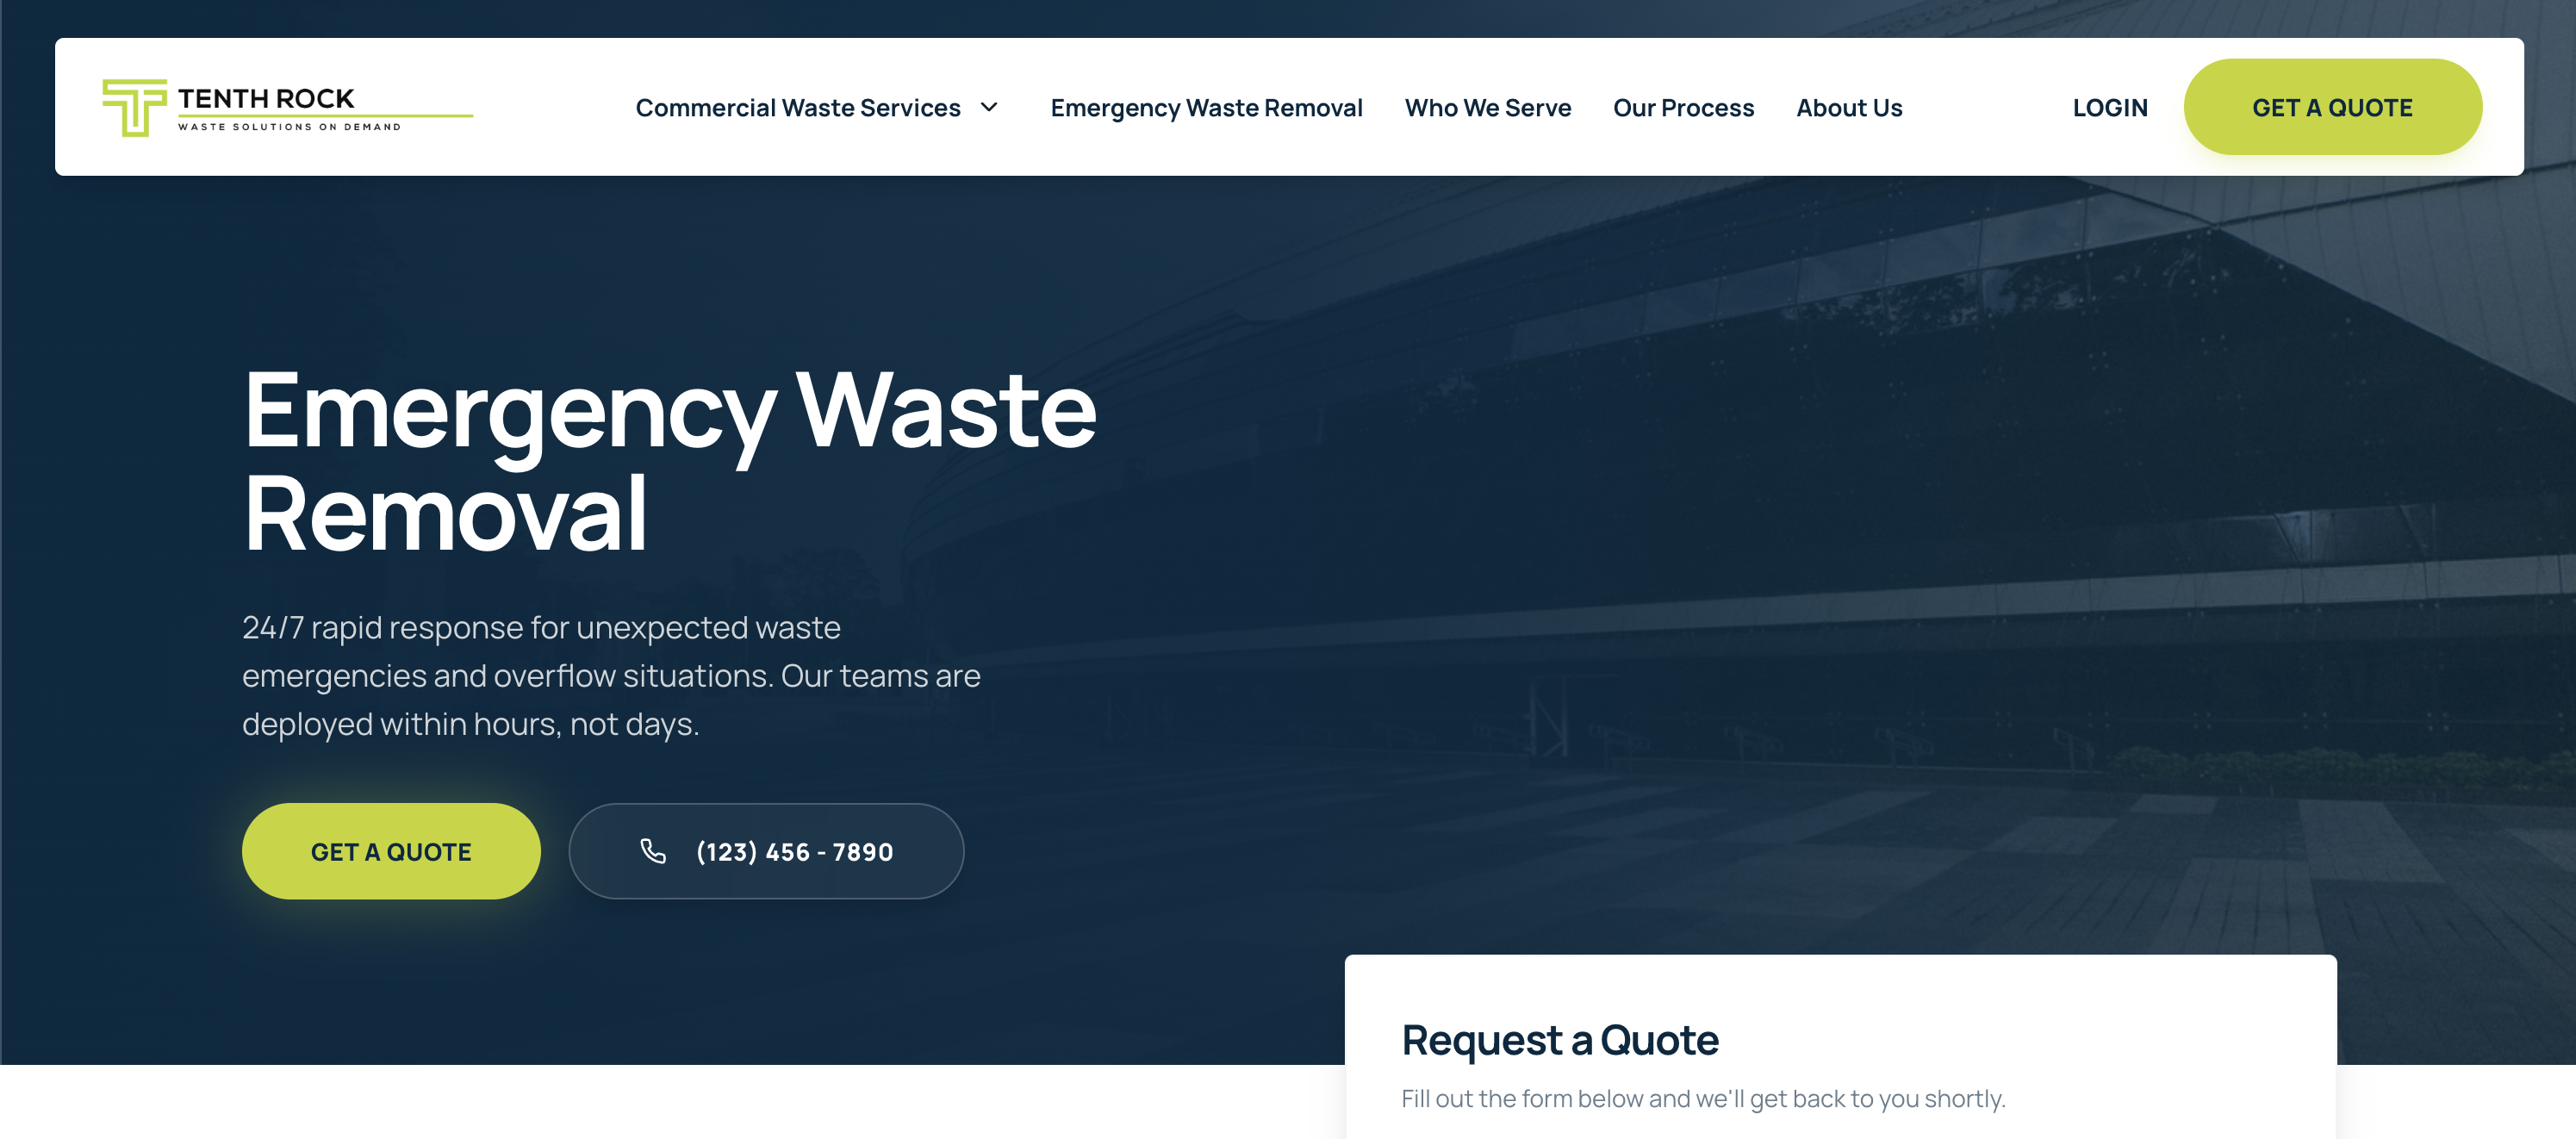 TENTH ROCK
WASTE SOLUTIONS ON DEMAND
Commercial Waste Services
Emergency Waste Removal
Who We Serve
Our Process
About Us
LOGIN
GET A QUOTE
Emergency Waste
Removal
24/7 rapid response for unexpected waste
emergencies and overflow situations. Our teams are
deployed within hours, not days.
GET A QUOTE
(123) 456 - 7890
Request a Quote
Fill out the form below and we'll get back to you shortly.